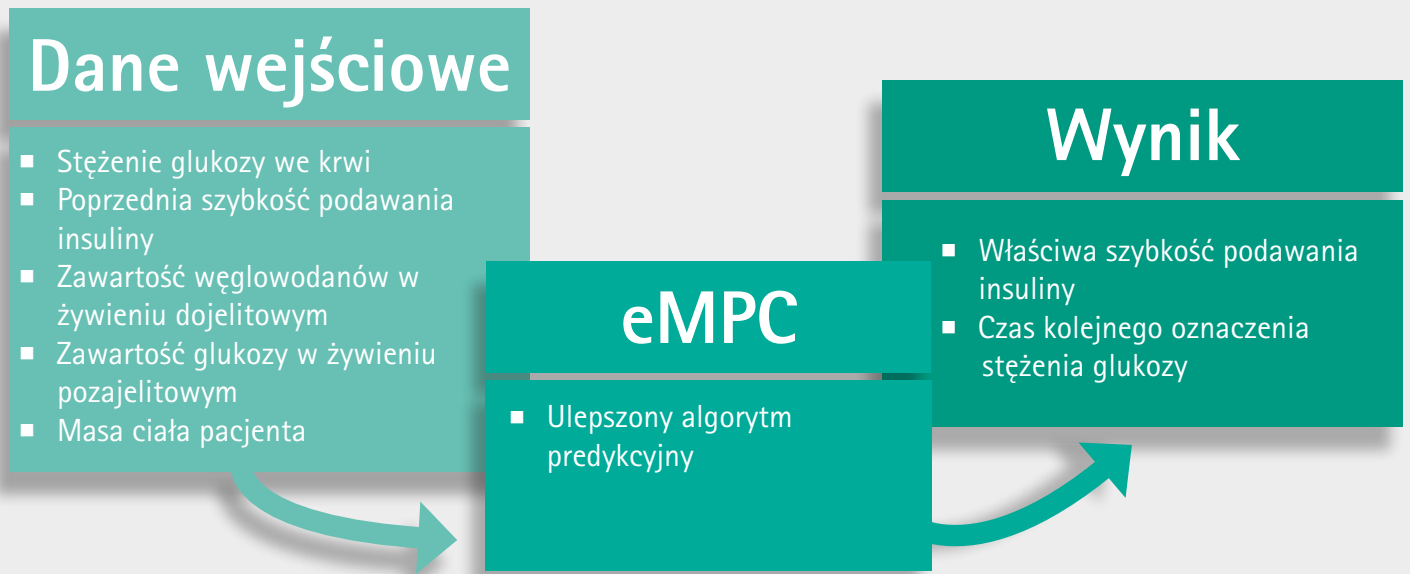 Dane wejściowe
Stężenie glukozy we krwi
Poprzednia szybkość podawania
insuliny
Zawartość węglowodanów w
żywieniu dojelitowym
Zawartość glukozy w żywieniu
pozajelitowym
Masa ciała pacjenta
eMPC
Ulepszony algorytm
predykcyjny
Wynik
Właściwa szybkość podawania
insuliny
Czas kolejnego oznaczenia
stężenia glukozy